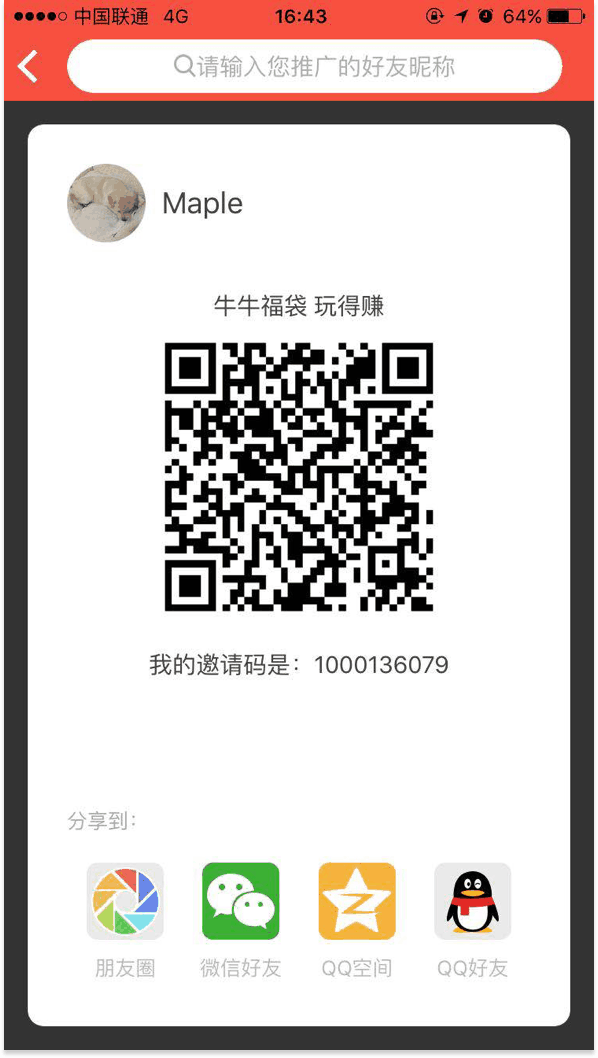 中国联通 4G 16:43 64%
请输入您推广的好友昵称
Maple
牛牛福袋 玩得赚
我的邀请码是：1000136079
分享到：
朋友圈 微信好友 QQ空间 QQ好友